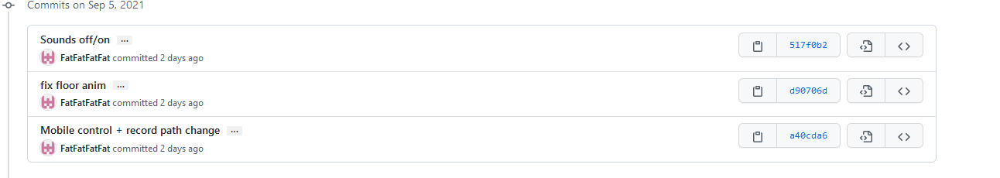 Commits on Sep 5, 2021
Sounds off/on ...
FatFatFatFat committed 2 days ago
517f0b2
fix floor anim ...
FatFatFatFat committed 2 days ago
d90706d
Mobile control + record path change ...
FatFatFatFat committed 2 days ago
a40cda6